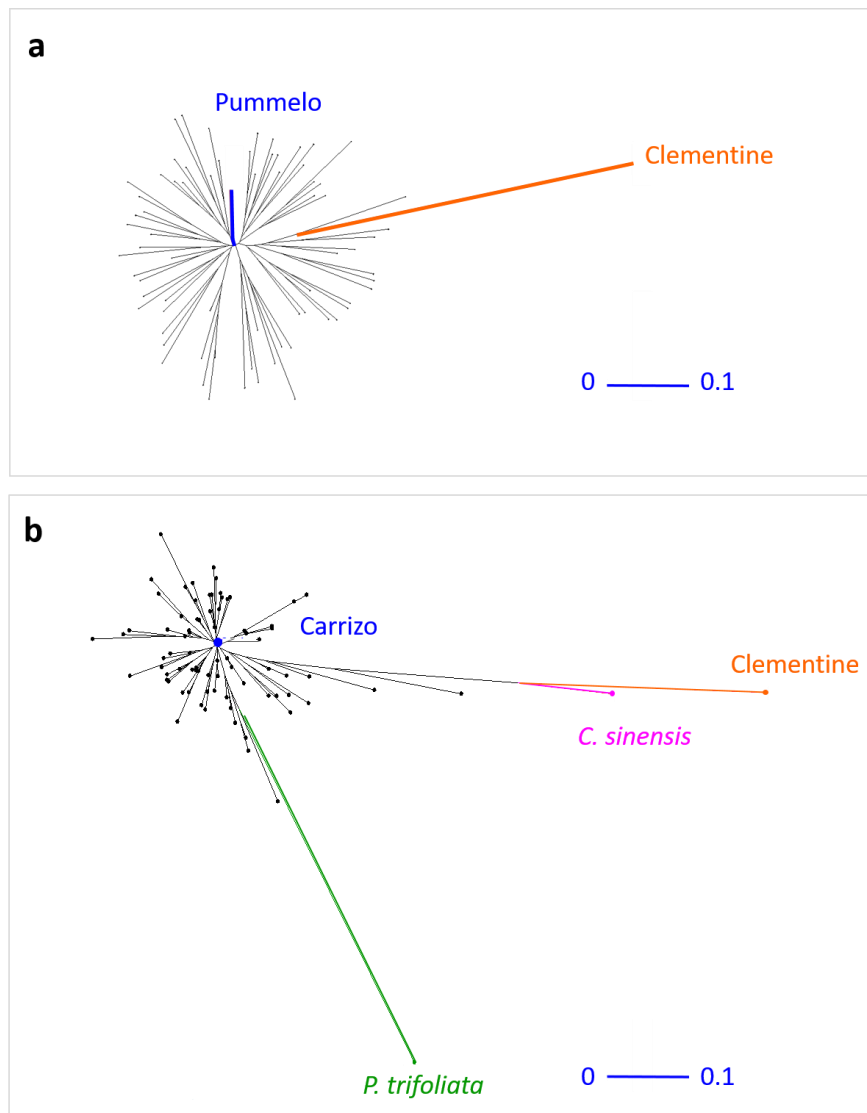 a
Pummelo
Clementine
0 0.1
b
Carrizo
Clementine
C. sinensis
P. trifoliata
0 0.1